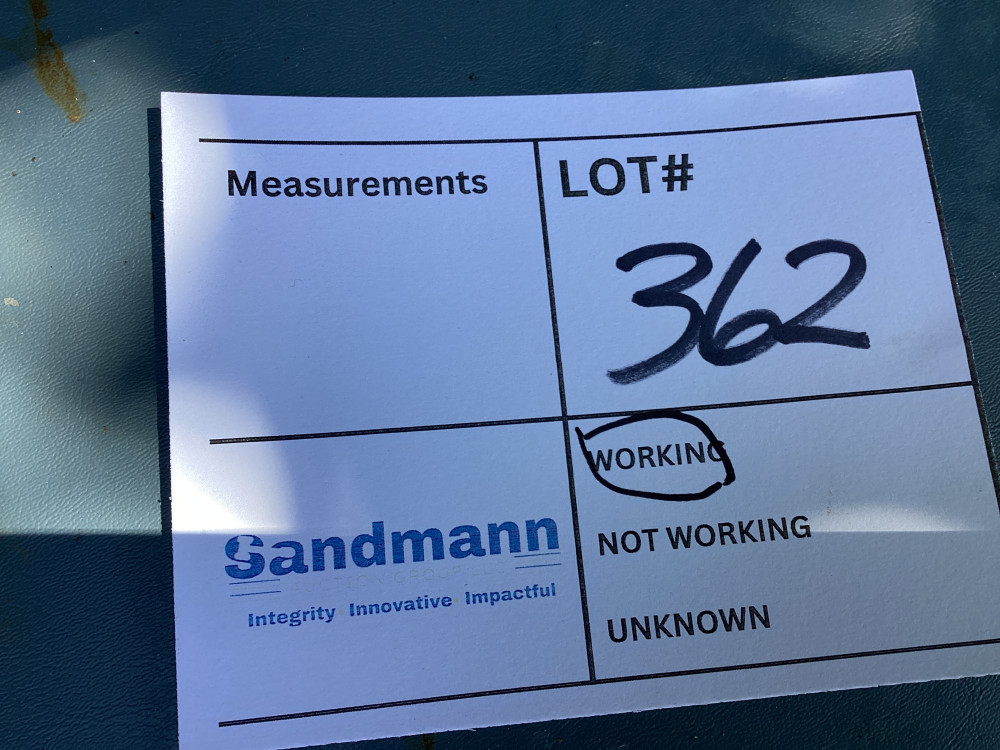 Measurements
LOT#
362
WORKING
NOT WORKING
UNKNOWN
Sandmann
Integrity Innovative Impactful